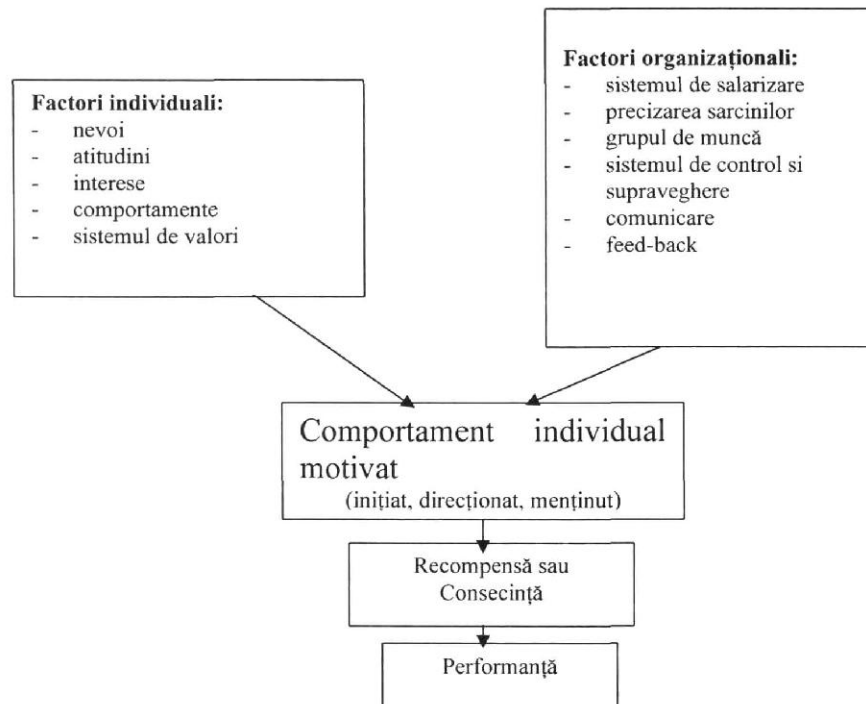 Factori individuali:
- nevoi
- atitudini
- interese
- comportamente
- sistemul de valori
Factori organizaționali:
- sistemul de salarizare
- precizarea sarcinilor
- grupul de muncă
- sistemul de control si
supraveghere
- comunicare
- feed-back
Comportament individual
motivat
(inițiat, direcționat, menținut)
Recompensă sau
Consecință
Performanță